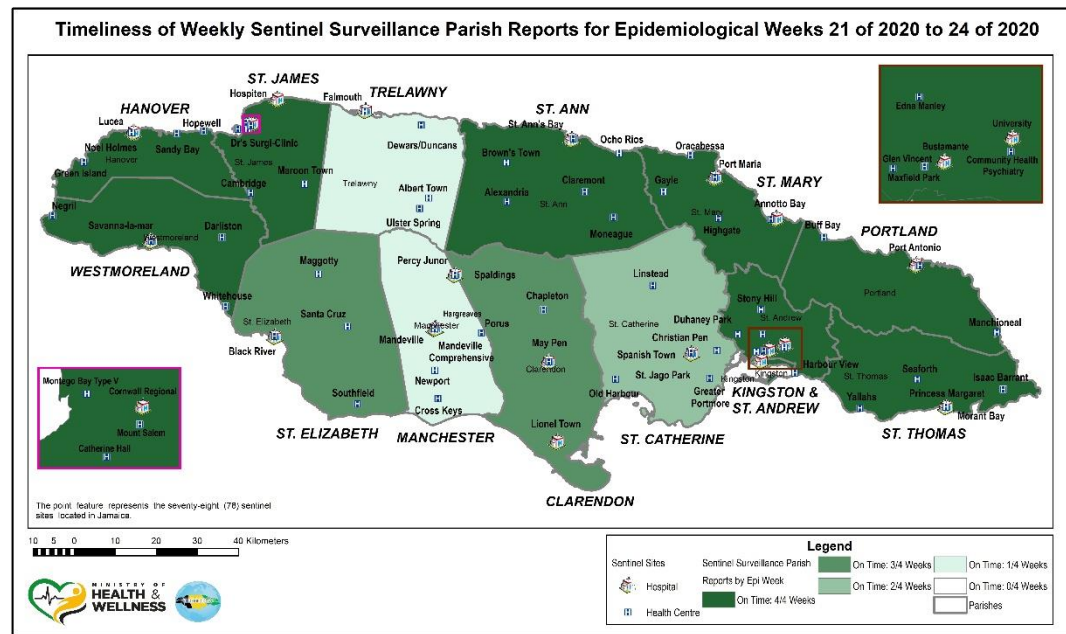 Timeliness of Weekly Sentinel Surveillance Parish Reports for Epidemiological Weeks 21 of 2020 to 24 of 2020
ST. JAMES
Hospiten
TRELAWNY
Falmouth
HANOVER
Lucea
Hopewell
Dr's Surgi-Clinic
Noel Holmes
Hanover
Sandy Bay
Green Island
St. James
Cambridge
Maroon Town
Dewars/Duncans
Trelawny
Albert Town
Ulster Spring
ST. ANN
St. Ann's Bay
Ocho Rios
Brown's Town
Alexandria
Claremont
St. Ann
Moneague
Oracabessa
Port Maria
Gayle
ST. MARY
St. Mary
Highgate
Annotto Bay
Buff Bay
PORTLAND
Port Antonio
Portland
Manchioneal
Edna Manley
University
Bustamante
Glen Vincent
Community Health
Psychiatry
Maxfield Park
Negril
Savanna-la-mar
Westmoreland
Darliston
WESTMORELAND
Whitehouse
Maggotty
St. Elizabeth
Santa Cruz
Black River
Southfield
ST. ELIZABETH
Percy Junor
Hargreaves
Manchester
Mandeville
Mandeville
Comprehensive
Newport
Cross Keys
MANCHESTER
Spaldings
Chapleton
Porus
May Pen
Clarendon
Lionel Town
CLARENDON
Linstead
St. Catherine
Duhaney Park
Christian Pen
Spanish Town
St. Jago Park
Old Harbour
Greater
Portmore
ST. CATHERINE
Stony Hill
St. Andrew
Kingston
Kingston
Harbour View
KINGSTON &
ST. ANDREW
St. Thomas
Seaforth
Isaac Barrant
Yallahs
Princess Margaret
Morant Bay
ST. THOMAS
Montego Bay Type V
Cornwall Regional
Mount Salem
Catherine Hall
The point feature represents the seventy-eight (78) sentinel
sites located in Jamaica.
10 5 0 10 20 30 40 Kilometers
MINISTRY OF
HEALTH &
WELLNESS
Legend
Sentinel Sites
Hospital
Health Centre
Sentinel Surveillance Parish
Reports by Epi Week
On Time: 4/4 Weeks
On Time: 3/4 Weeks
On Time: 2/4 Weeks
On Time: 1/4 Weeks
On Time: 0/4 Weeks
Parishes